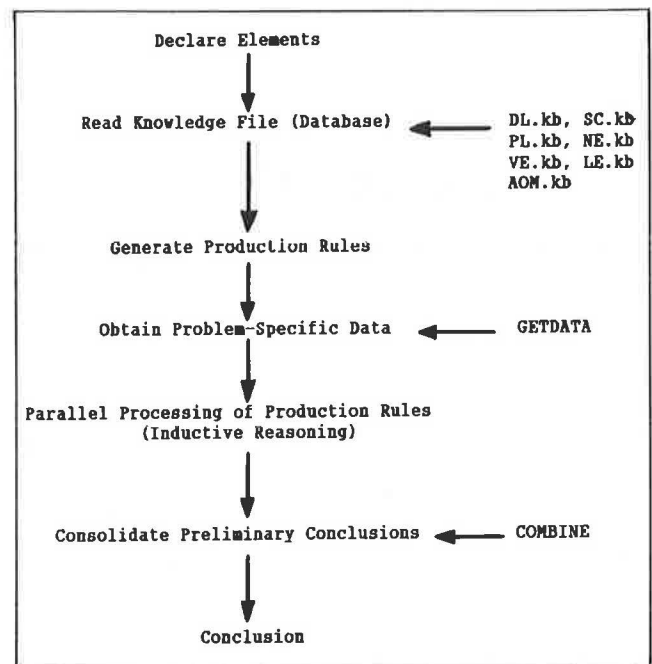 Declare Elements
Read Knowledge File (Database)
DL.kb, SC.kb
PL.kb, NE.kb
VE.kb, LE.kb
AOM.kb
Generate Production Rules
Obtain Problem-Specific Data
GETDATA
Parallel Processing of Production Rules
(Inductive Reasoning)
Consolidate Preliminary Conclusions
COMBINE
Conclusion